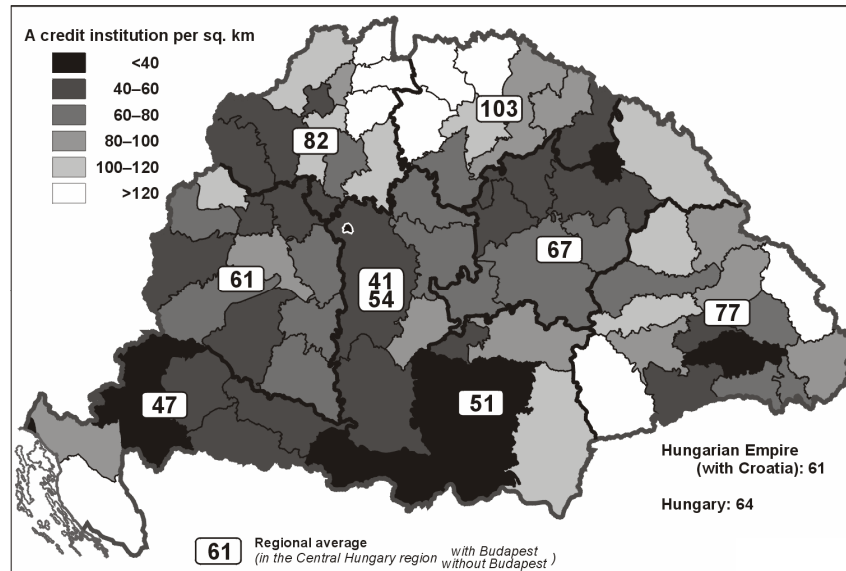 A credit institution per sq. km
<40
40–60
60–80
80–100
100–120
>120
103
82
67
61
41
54
77
47
51
Hungarian Empire
(with Croatia): 61
Hungary: 64
61
Regional average
(in the Central Hungary region with Budapest
without Budapest )